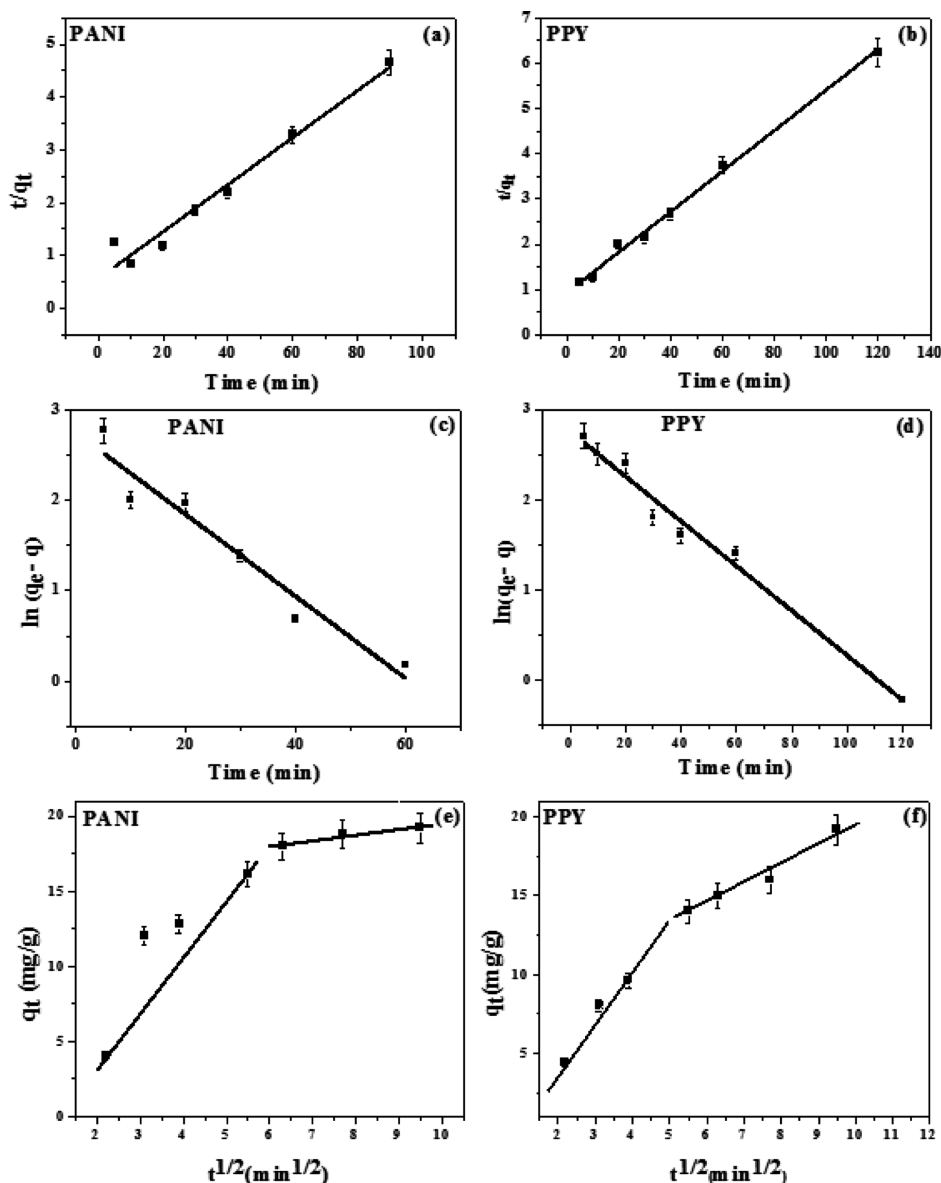 PANI (a)
5
4
3
2
1
0
t/qt
0 20 40 60 80 100
Time (min)
PPY (b)
7
6
5
4
3
2
1
0
t/qt
0 20 40 60 80 100 120 140
Time (min)
PANI (c)
3
2
1
0
ln (qe- q)
0 20 40 60
Time (min)
PPY (d)
3
2
1
0
ln(qe- q)
0 20 40 60 80 100 120
Time (min)
PANI (e)
20
15
10
5
0
qt (mg/g)
2 3 4 5 6 7 8 9 10
t1/2(min1/2)
PPY (f)
20
15
10
5
qt(mg/g)
2 3 4 5 6 7 8 9 10 11 12
t1/2(min1/2)